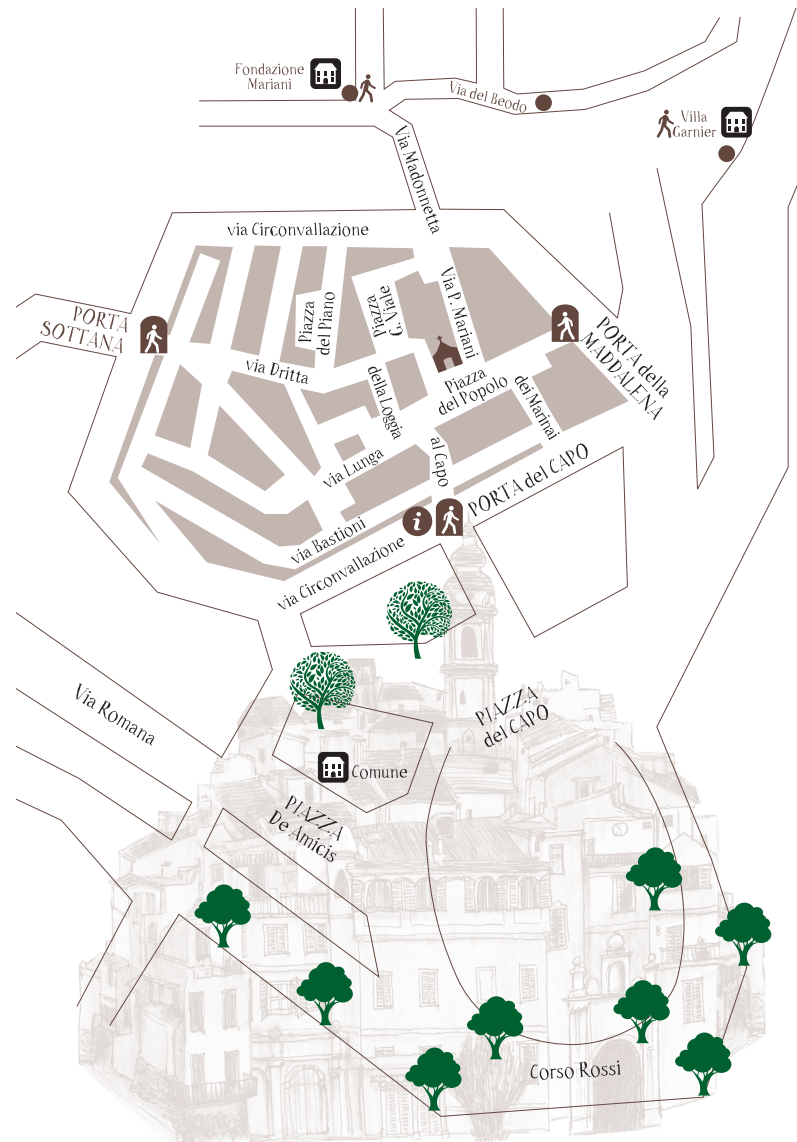 Fondazione
Mariani
Via del Beodo
Villa
Garnier
Via Madonnetta
via Circonvallazione
PORTA
SOTTANA
Piazza
del Piano
Piazza
G. Viale
Via P. Mariani
PORTA della
MADDALENA
via Dritta
della Loggia
Piazza
del Popolo
dei Marinai
via Lunga
al Capo
PORTA del CAPO
i
via Bastioni
via Circonvallazione
Via Romana
PIAZZA
del CAPO
Comune
PIAZZA
De Amicis
Corso Rossi